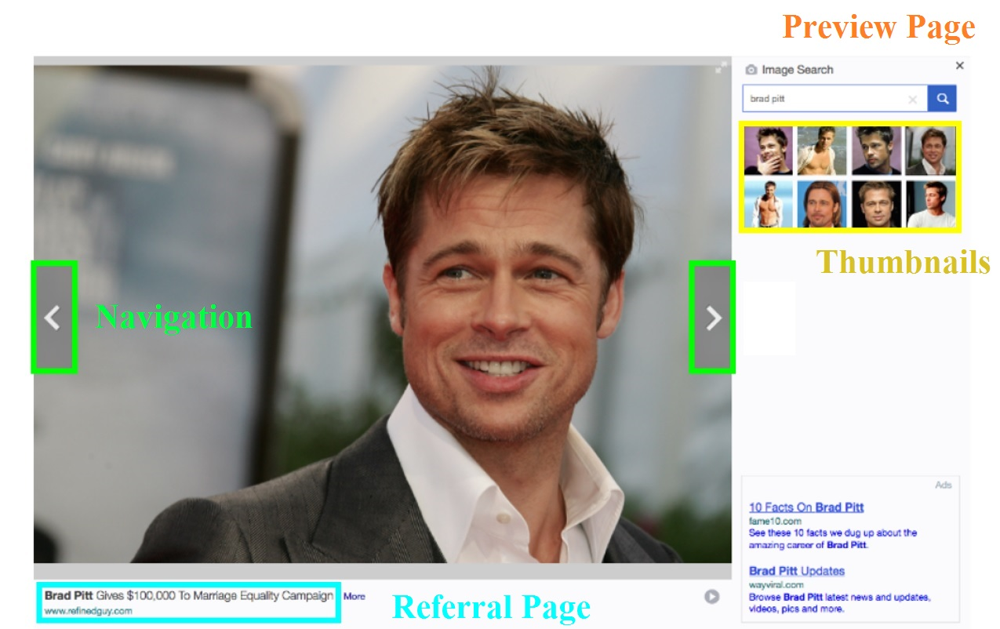 Preview Page
Image Search
brad pitt
Thumbnails
Navigation
Ads
10 Facts On Brad Pitt
fame10.com
See these 10 facts we dug up about the
amazing career of Brad Pitt.
Brad Pitt Updates
wayviral.com
Browse Brad Pitt latest news and updates,
videos, pics and more.
Brad Pitt Gives $100,000 To Marriage Equality Campaign More
www.refinedguy.com
Referral Page